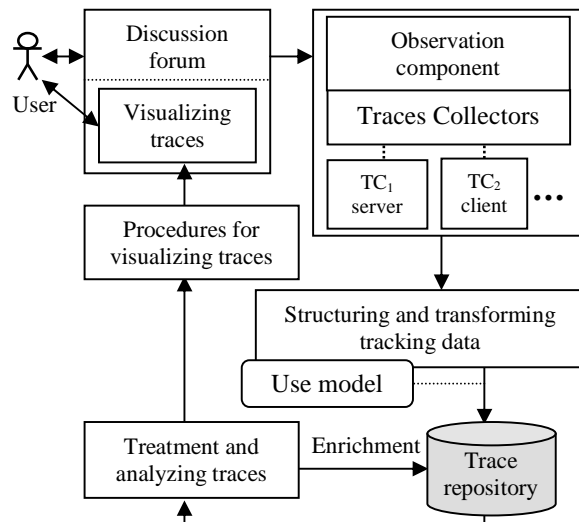 Discussion
forum
User
Visualizing
traces
Observation
component
Traces Collectors
TC₁
server
TC₂
client
...
Procedures for
visualizing traces
Structuring and transforming
tracking data
Use model
Treatment and
analyzing traces
Enrichment
Trace
repository